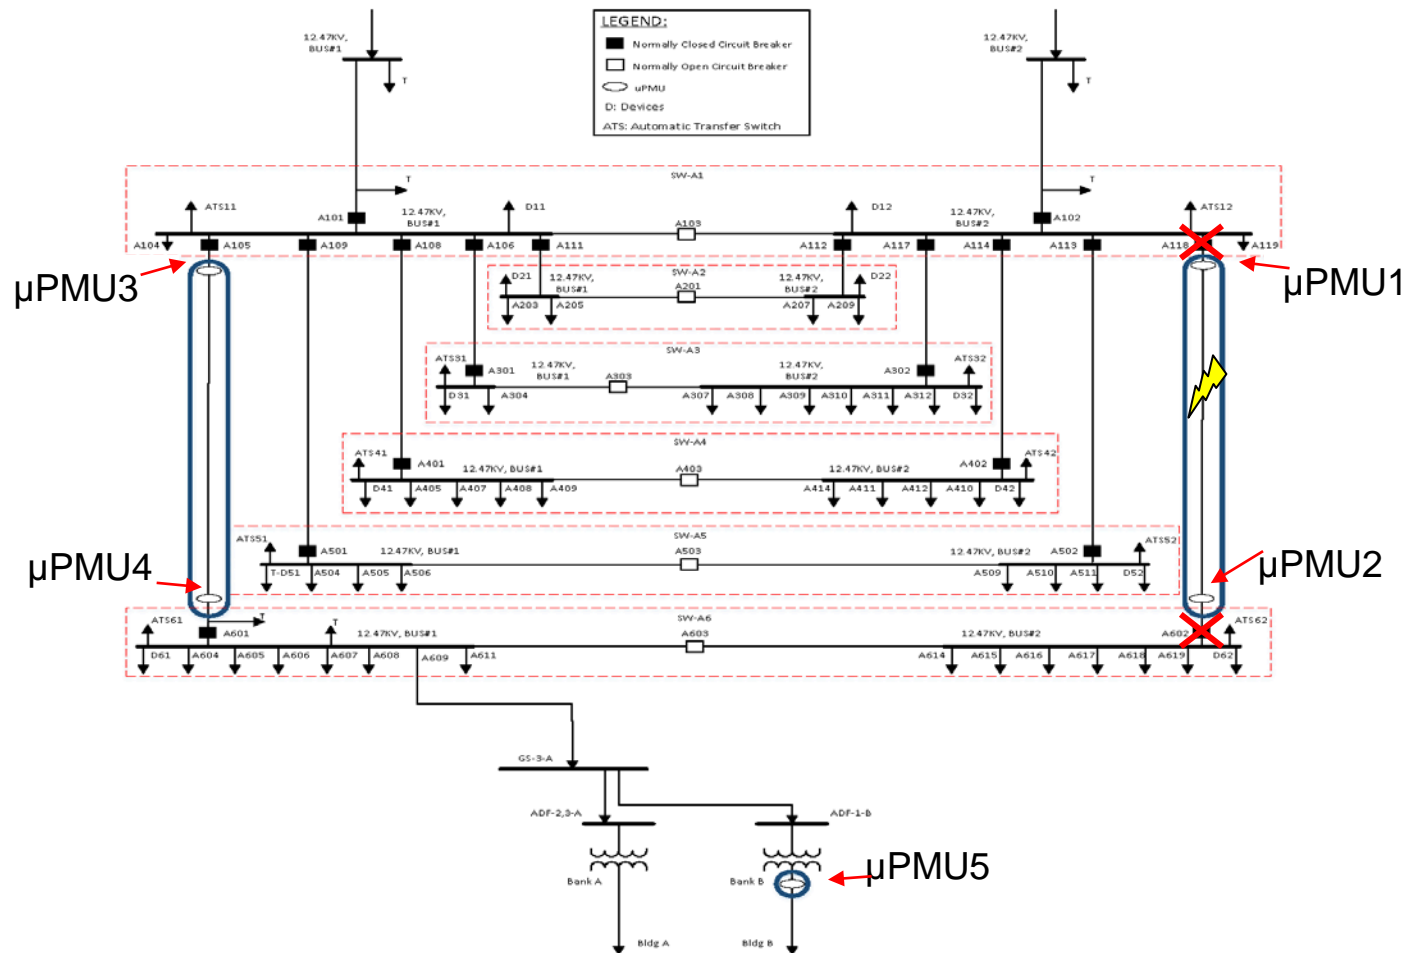 LEGEND:
Normally Closed Circuit Breaker
Normally Open Circuit Breaker
uPMU
D: Devices
ATS: Automatic Transfer Switch
12.47KV,
BUS#1
T
12.47KV,
BUS#2
T
SW-A1
T
T
ATS11
A101
12.47KV,
BUS#1
D11
A103
D12
12.47KV,
BUS#2
A102
ATS12
A104
A105
A109
A108
A106
A111
A112
A117
A114
A113
A118
A119
µPMU3
µPMU1
SW-A2
D21
12.47KV,
BUS#1
A201
12.47KV,
BUS#2
D22
A203
A205
A207
A209
SW-A3
ATS31
A301
12.47KV,
BUS#1
A303
12.47KV,
BUS#2
A302
ATS32
D31
A304
A307
A308
A309
A310
A311
A312
D32
SW-A4
ATS41
A401
12.47KV, BUS#1
A403
12.47KV, BUS#2
A402
ATS42
D41
A405
A407
A408
A409
A414
A411
A412
A410
D42
SW-A5
ATS51
A501
12.47KV, BUS#1
A503
12.47KV, BUS#2
A502
ATS52
T-D51
A504
A505
A506
A509
A510
A511
D52
µPMU4
µPMU2
SW-A6
ATS61
A601
T
T
12.47KV, BUS#1
A603
12.47KV, BUS#2
A602
ATS62
D61
A604
A605
A606
A607
A608
A609
A611
A614
A615
A616
A617
A618
A619
D62
GS-3-A
ADF-2,3-A
ADF-1-B
Bank A
Bank B
µPMU5
Bldg A
Bldg B